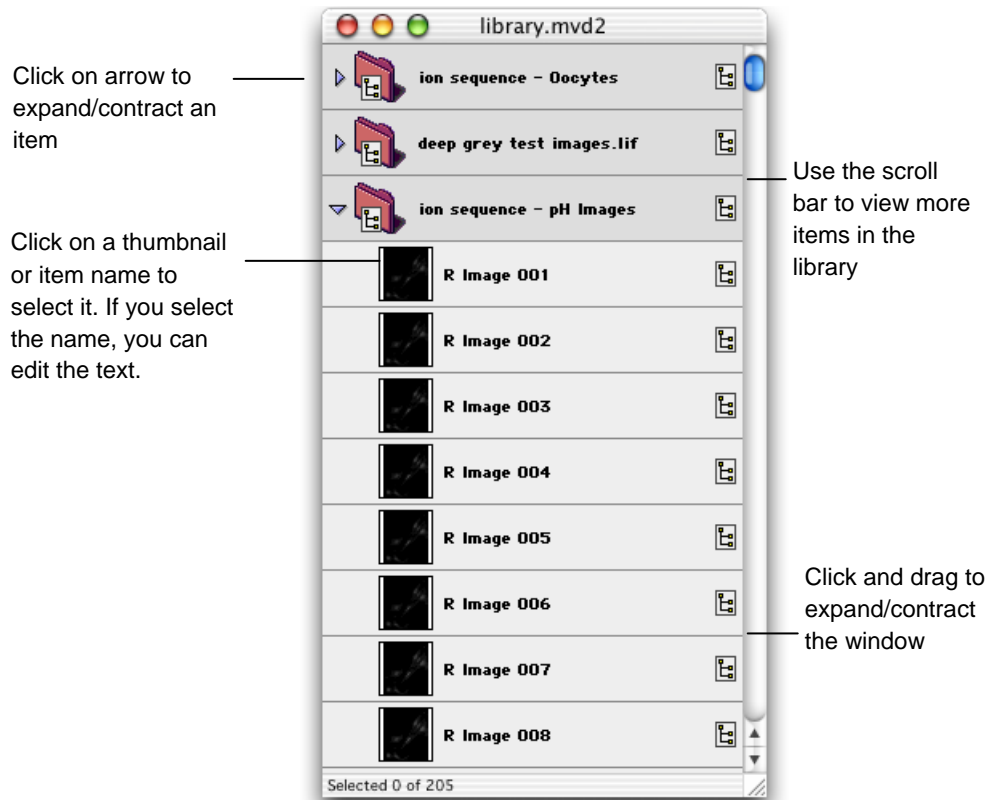 library.mvd2
Click on arrow to
expand/contract an
item
ion sequence - Oocytes
deep grey test images.lif
Use the scroll
bar to view more
items in the
library
ion sequence - pH Images
Click on a thumbnail
or item name to
select it. If you select
the name, you can
edit the text.
R Image 001
R Image 002
R Image 003
R Image 004
R Image 005
R Image 006
Click and drag to
expand/contract
the window
R Image 007
R Image 008
Selected 0 of 205